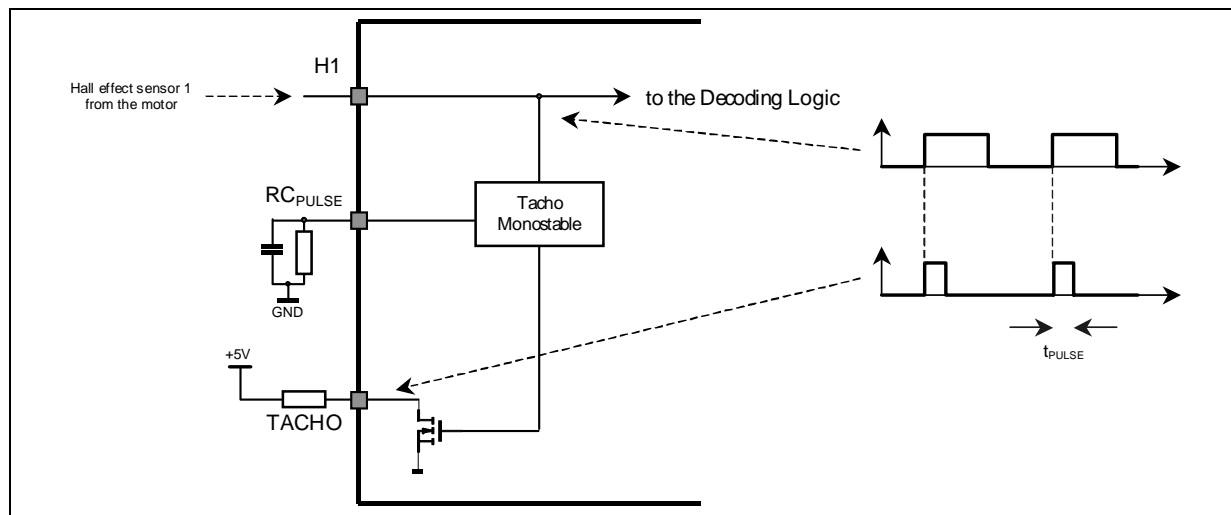 H1
Hall effect sensor 1
from the motor
to the Decoding Logic
RCPULSE
Tacho
Monostable
GND
tPULSE
+5V
TACHO